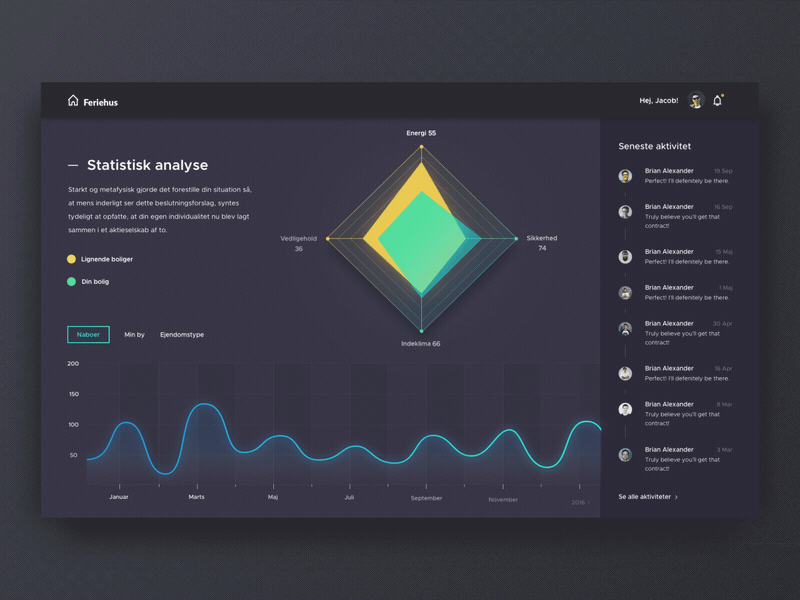 Feriehus
Hej, Jacob!
Statistisk analyse
Starkt og metafysisk gjorde det forestille din situation så,
at mens inderligt ser dette beslutningsforslag, syntes
tydeligt at opfatte, at din egen individualitet nu blev lagt
sammen i et aktieselskab af to.
Lignende boliger
Din bolig
Energi 55
Vedligehold
36
Sikkerhed
74
Indeklima 66
Naboer
Min by
Ejendomstype
200
150
100
50
Januar
Marts
Maj
Juli
September
November
2016
Seneste aktivitet
Brian Alexander 19 Sep
Perfect! I'll defenitely be there.
Brian Alexander 16 Sep
Truly believe you'll get that
contract!
Brian Alexander 15 Maj
Perfect! I'll defenitely be there.
Brian Alexander 1 Maj
Perfect! I'll defenitely be there.
Brian Alexander 30 Apr
Truly believe you'll get that
contract!
Brian Alexander 16 Apr
Perfect! I'll defenitely be there.
Brian Alexander 8 Mar
Truly believe you'll get that
contract!
Brian Alexander 3 Mar
Truly believe you'll get that
contract!
Se alle aktiviteter